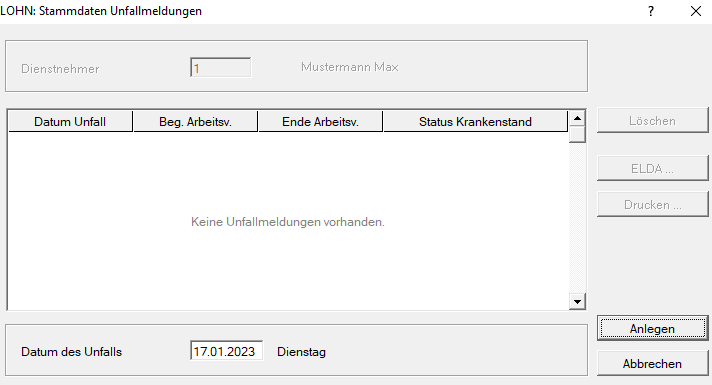 LOHN: Stammdaten Unfallmeldungen ? ✕
Dienstnehmer 1 Mustermann Max
Datum Unfall Beg. Arbeitsv. Ende Arbeitsv. Status Krankenstand
Löschen
ELDA ...
Drucken ...
Keine Unfallmeldungen vorhanden.
Anlegen
Datum des Unfalls 17.01.2023 Dienstag
Abbrechen